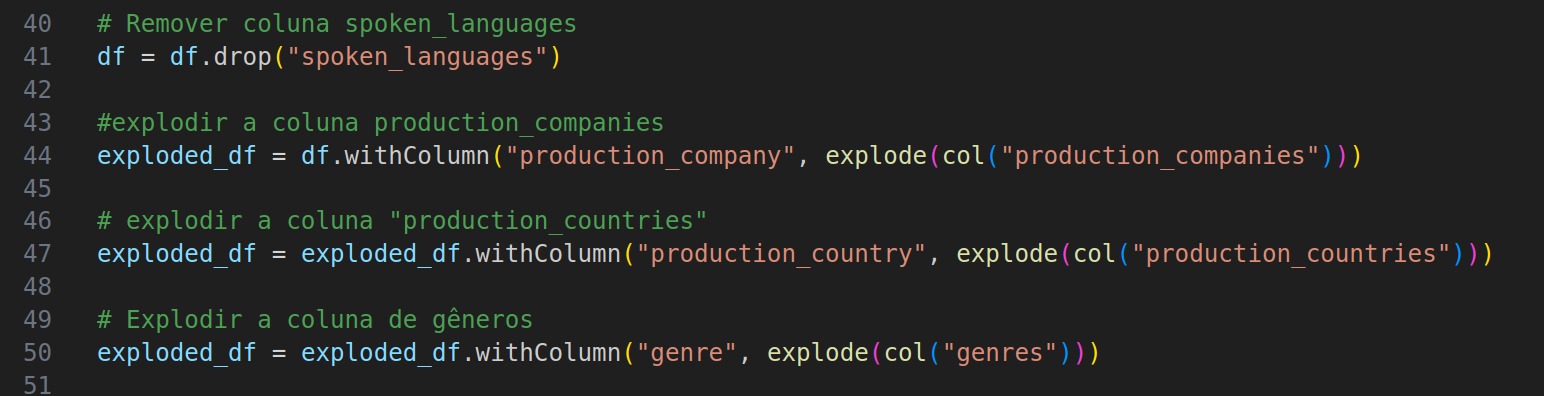 40 # Remover coluna spoken_languages
41 df = df.drop("spoken_languages")
42
43 #explodir a coluna production_companies
44 exploded_df = df.withColumn("production_company", explode(col("production_companies")))
45
46 # explodir a coluna "production_countries"
47 exploded_df = exploded_df.withColumn("production_country", explode(col("production_countries")))
48
49 # Explodir a coluna de gêneros
50 exploded_df = exploded_df.withColumn("genre", explode(col("genres")))
51